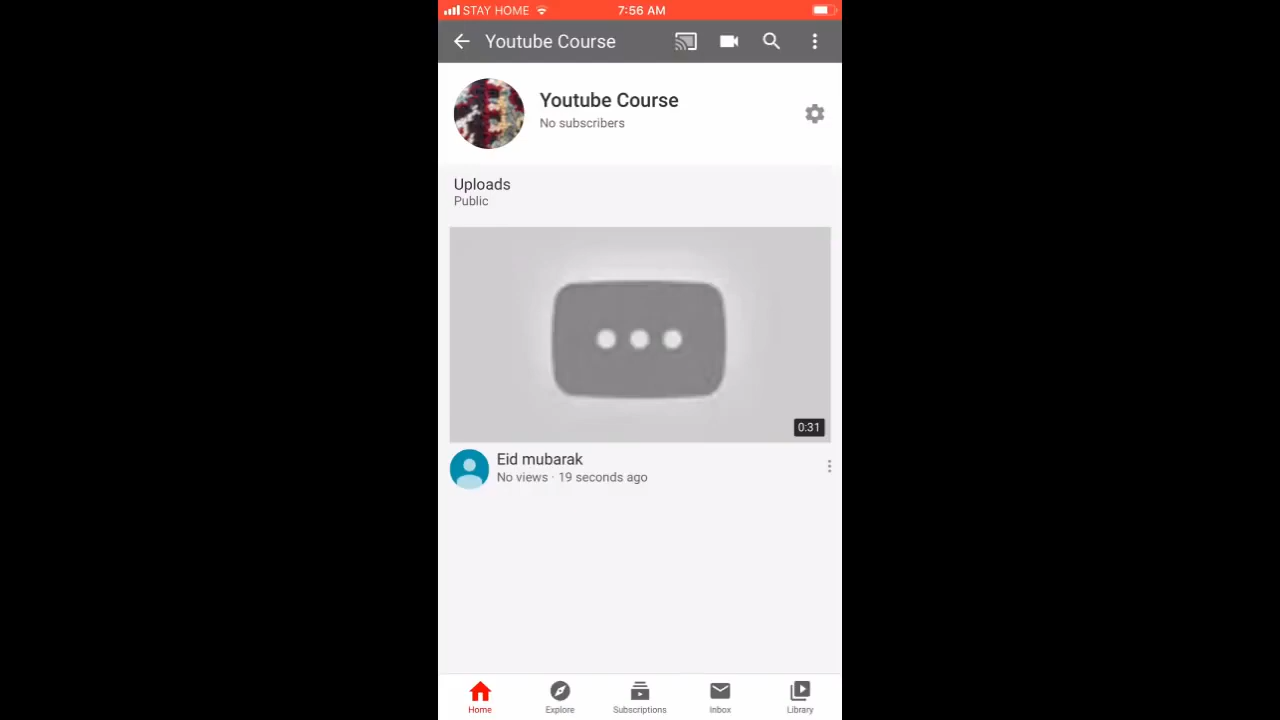 STAY HOME 7:56 AM
Youtube Course
Youtube Course
No subscribers
Uploads
Public
0:31
Eid mubarak
No views · 19 seconds ago
Home Explore Subscriptions Inbox Library